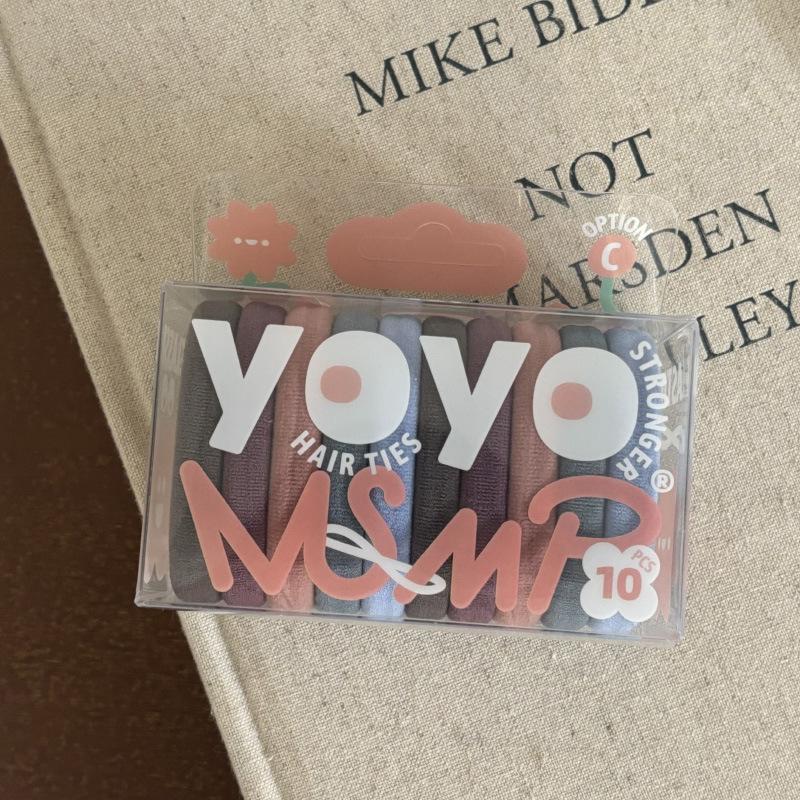 MIKE BID
NOT
MARSDEN
LEY
OPTION
C
yoyo
HAIR TIES
STRONGER®
MSMP
10
PCS